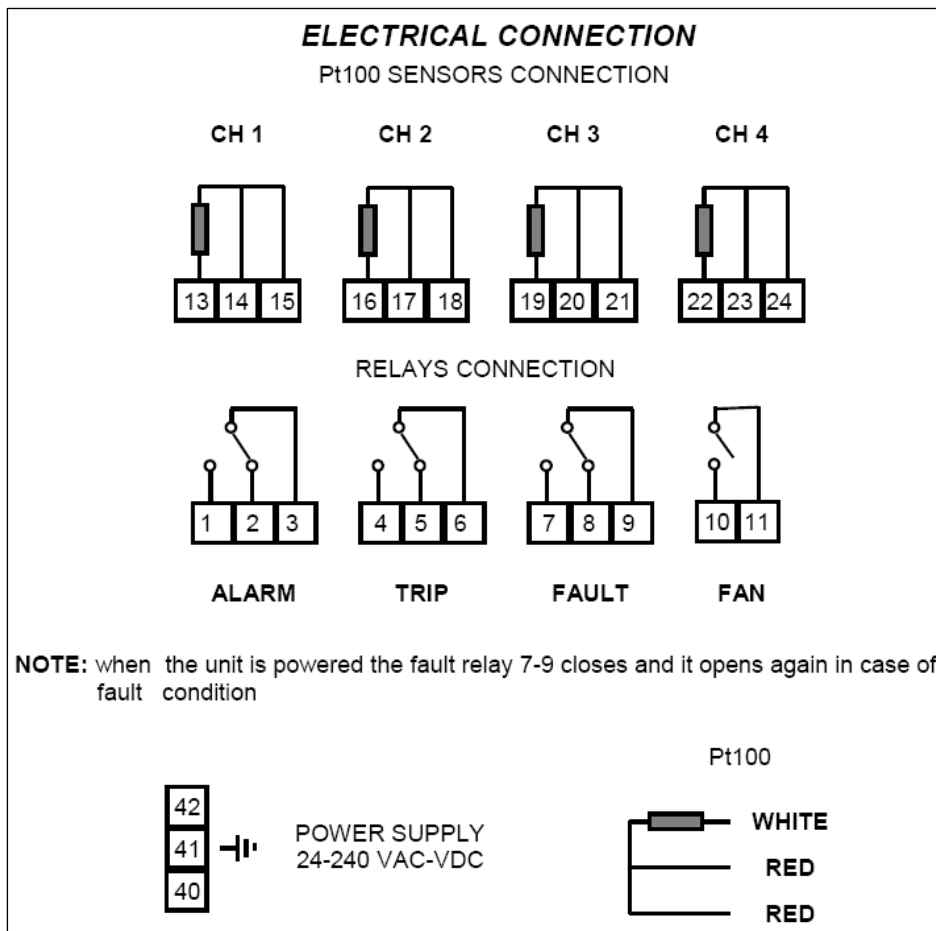 ELECTRICAL CONNECTION
Pt100 SENSORS CONNECTION
CH 1 CH 2 CH 3 CH 4
13 14 15 16 17 18 19 20 21 22 23 24
RELAYS CONNECTION
1 2 3 4 5 6 7 8 9 10 11
ALARM TRIP FAULT FAN
NOTE: when the unit is powered the fault relay 7-9 closes and it opens again in case of
fault condition
42
41
40
POWER SUPPLY
24-240 VAC-VDC
Pt100
WHITE
RED
RED